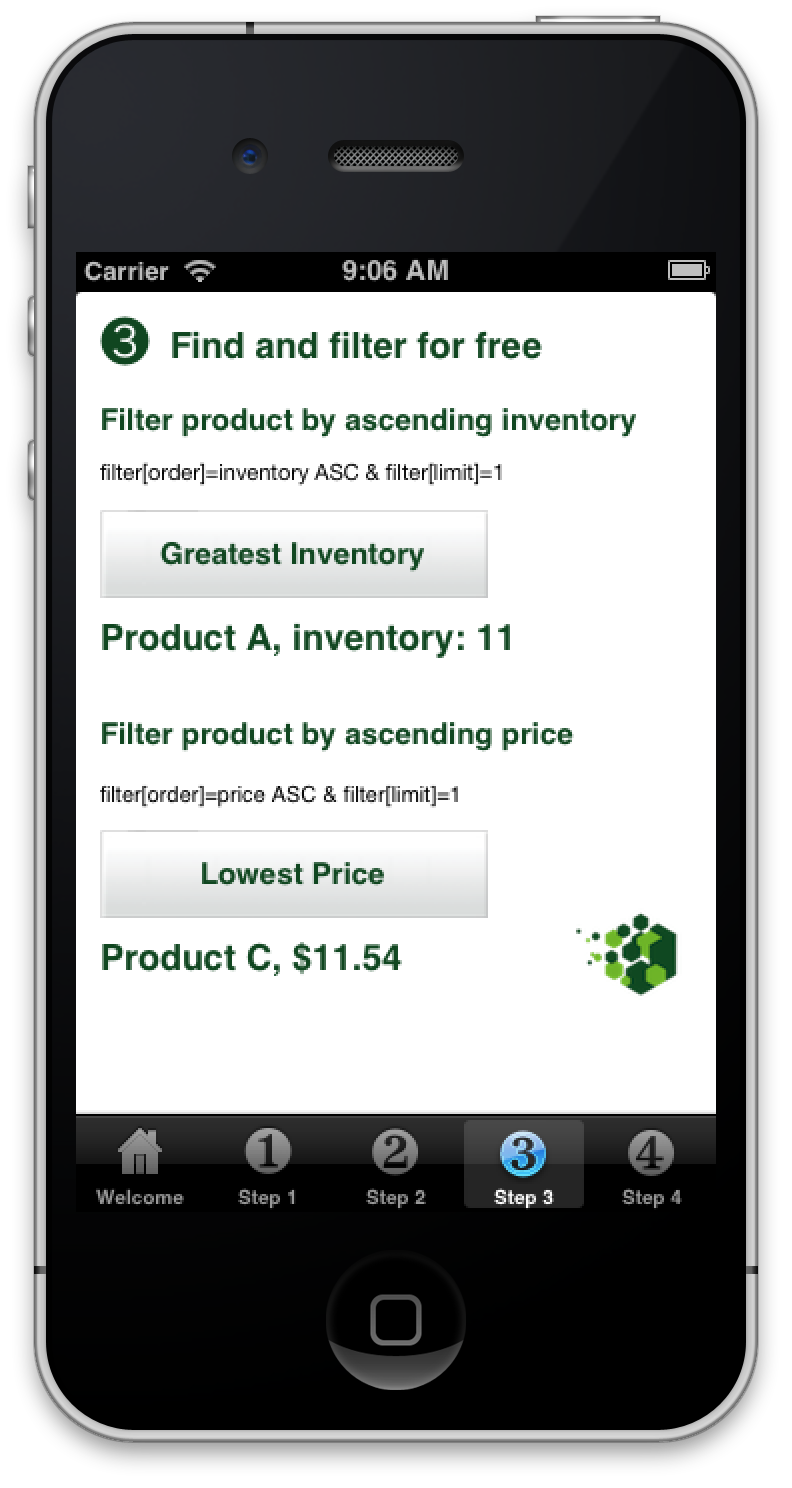 Carrier 9:06 AM
3 Find and filter for free
Filter product by ascending inventory
filter[order]=inventory ASC & filter[limit]=1
Greatest Inventory
Product A, inventory: 11
Filter product by ascending price
filter[order]=price ASC & filter[limit]=1
Lowest Price
Product C, $11.54
1 2 3 4
Welcome Step 1 Step 2 Step 3 Step 4